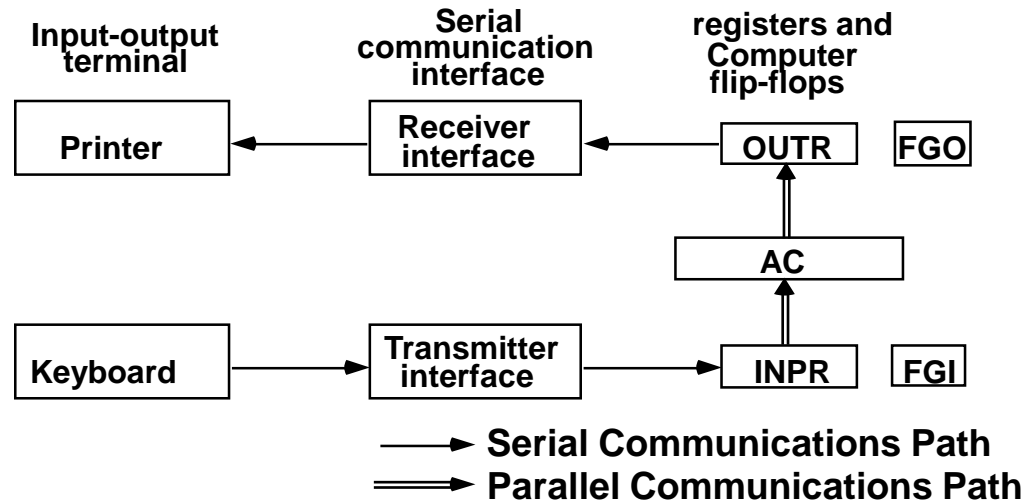 Input-output
terminal
Serial
communication
interface
registers and
Computer
flip-flops
Printer
Receiver
interface
OUTR
FGO
AC
Keyboard
Transmitter
interface
INPR
FGI
Serial Communications Path
Parallel Communications Path